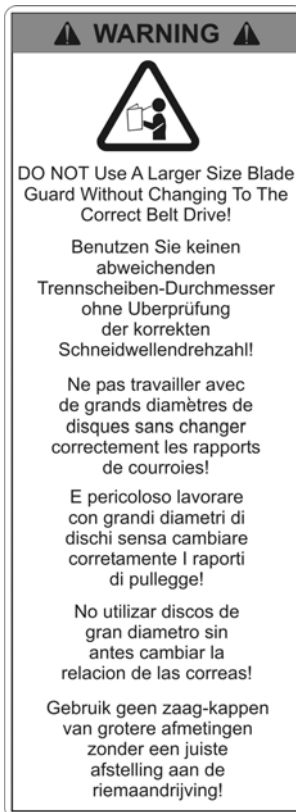 WARNING
DO NOT Use A Larger Size Blade
Guard Without Changing To The
Correct Belt Drive!
Benutzen Sie keinen
abweichenden
Trennscheiben-Durchmesser
ohne Uberprüfung
der korrekten
Schneidwellendrehzahl!
Ne pas travailler avec
de grands diamètres de
disques sans changer
correctement les rapports
de courroies!
E pericoloso lavorare
con grandi diametri di
dischi sensa cambiare
corretamente I raporti
di pullegge!
No utilizar discos de
gran diametro sin
antes cambiar la
relacion de las correas!
Gebruik geen zaag-kappen
van grotere afmetingen
zonder een juiste
afstelling aan de
riemaandrijving!